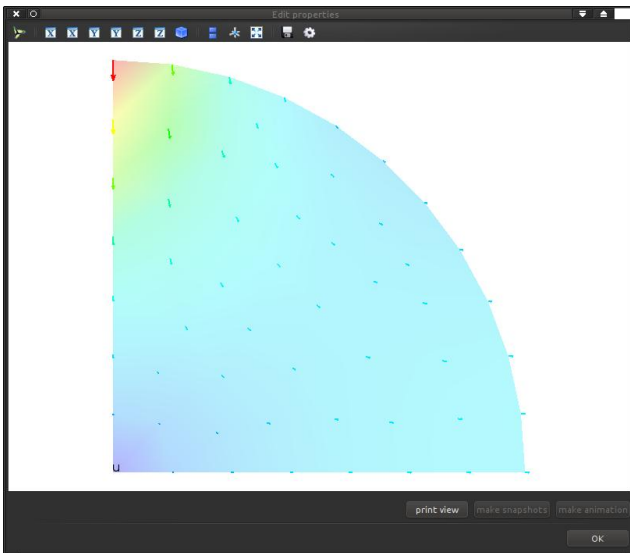 Edit properties
X X Y Y Z Z
u
print view make snapshots make animation
OK